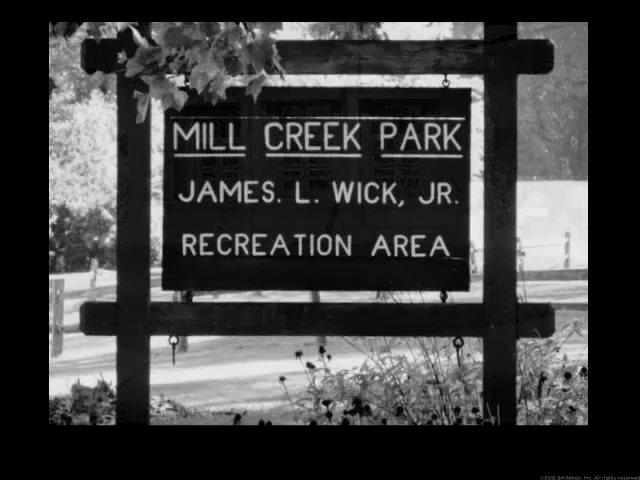 MILL CREEK PARK
JAMES. L. WICK, JR.
RECREATION AREA